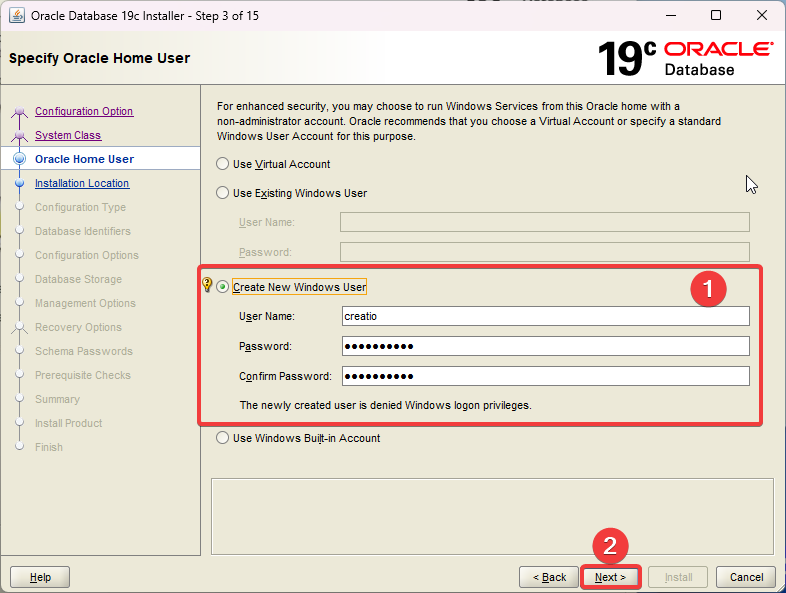 Oracle Database 19c Installer - Step 3 of 15
Specify Oracle Home User
19c ORACLE
Database
Configuration Option
System Class
Oracle Home User
Installation Location
Configuration Type
Database Identifiers
Configuration Options
Database Storage
Management Options
Recovery Options
Schema Passwords
Prerequisite Checks
Summary
Install Product
Finish
For enhanced security, you may choose to run Windows Services from this Oracle home with a
non-administrator account. Oracle recommends that you choose a Virtual Account or specify a standard
Windows User Account for this purpose.
Use Virtual Account
Use Existing Windows User
User Name:
Password:
Create New Windows User
1
User Name: creatio
Password: ●●●●●●●●●●
Confirm Password: ●●●●●●●●●●
The newly created user is denied Windows logon privileges.
Use Windows Built-in Account
2
Help
< Back
Next >
Install
Cancel